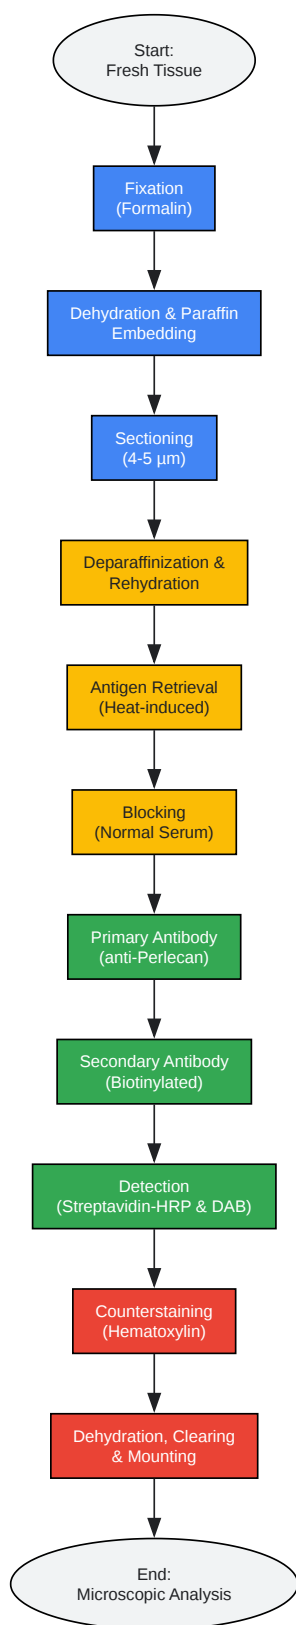 Start:
Fresh Tissue
Fixation
(Formalin)
Dehydration & Paraffin
Embedding
Sectioning
(4-5 µm)
Deparaffinization &
Rehydration
Antigen Retrieval
(Heat-induced)
Blocking
(Normal Serum)
Primary Antibody
(anti-Perlecan)
Secondary Antibody
(Biotinylated)
Detection
(Streptavidin-HRP & DAB)
Counterstaining
(Hematoxylin)
Dehydration, Clearing
& Mounting
End:
Microscopic Analysis